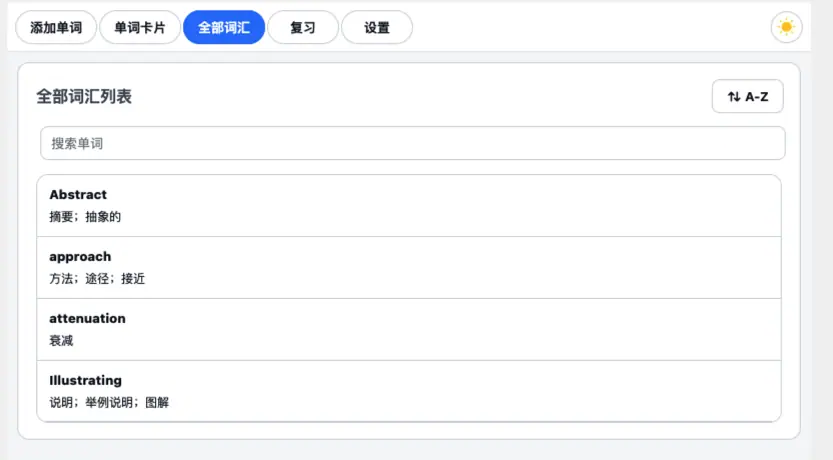 添加单词 单词卡片 全部词汇 复习 设置
全部词汇列表 A-Z
搜索单词
Abstract
摘要；抽象的
approach
方法；途径；接近
attenuation
衰减
Illustrating
说明；举例说明；图解